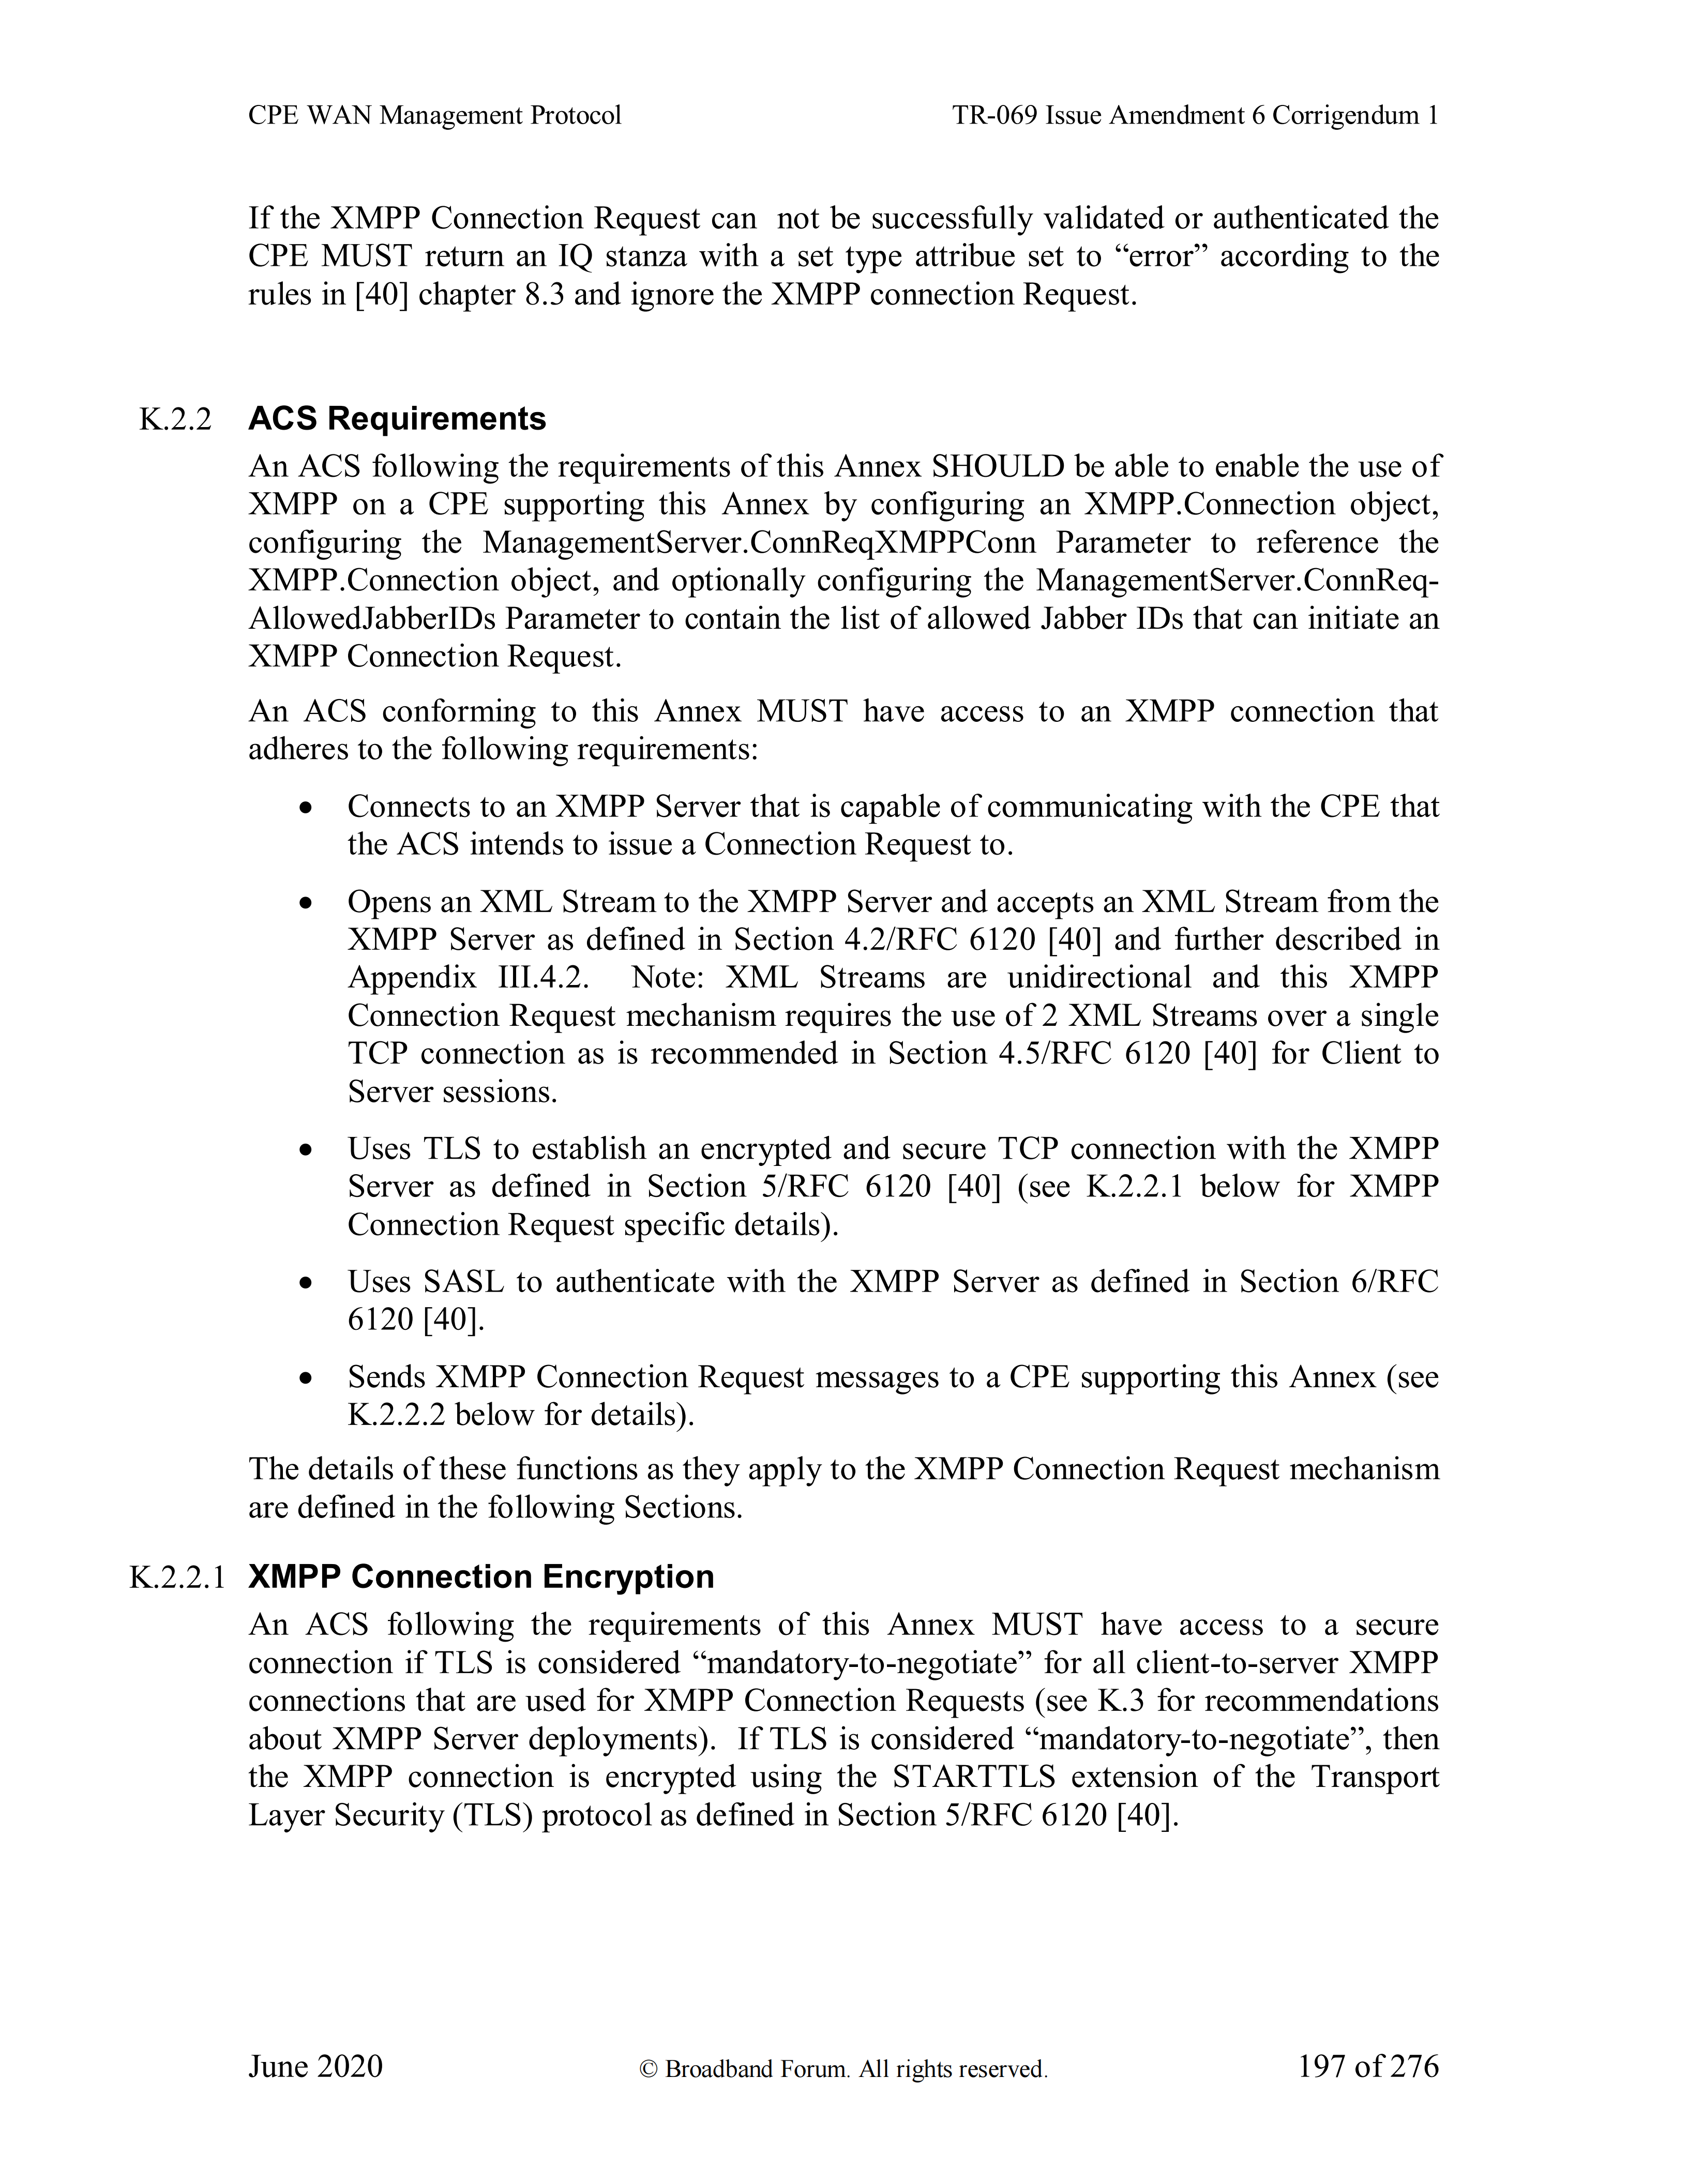 CPE WAN Management Protocol TR-069 Issue Amendment 6 Corrigendum 1
If the XMPP Connection Request can  not be successfully validated or authenticated the
CPE MUST return an IQ stanza with a set type attribue set to “error” according to the
rules in [40] chapter 8.3 and ignore the XMPP connection Request.
K.2.2 ACS Requirements
An ACS following the requirements of this Annex SHOULD be able to enable the use of
XMPP on a CPE supporting this Annex by configuring an XMPP.Connection object,
configuring the ManagementServer.ConnReqXMPPConn Parameter to reference the
XMPP.Connection object, and optionally configuring the ManagementServer.ConnReq-
AllowedJabberIDs Parameter to contain the list of allowed Jabber IDs that can initiate an
XMPP Connection Request.
An ACS conforming to this Annex MUST have access to an XMPP connection that
adheres to the following requirements:
• Connects to an XMPP Server that is capable of communicating with the CPE that
the ACS intends to issue a Connection Request to.
• Opens an XML Stream to the XMPP Server and accepts an XML Stream from the
XMPP Server as defined in Section 4.2/RFC 6120 [40] and further described in
Appendix III.4.2.  Note: XML Streams are unidirectional and this XMPP
Connection Request mechanism requires the use of 2 XML Streams over a single
TCP connection as is recommended in Section 4.5/RFC 6120 [40] for Client to
Server sessions.
• Uses TLS to establish an encrypted and secure TCP connection with the XMPP
Server as defined in Section 5/RFC 6120 [40] (see K.2.2.1 below for XMPP
Connection Request specific details).
• Uses SASL to authenticate with the XMPP Server as defined in Section 6/RFC
6120 [40].
• Sends XMPP Connection Request messages to a CPE supporting this Annex (see
K.2.2.2 below for details).
The details of these functions as they apply to the XMPP Connection Request mechanism
are defined in the following Sections.
K.2.2.1 XMPP Connection Encryption
An ACS following the requirements of this Annex MUST have access to a secure
connection if TLS is considered “mandatory-to-negotiate” for all client-to-server XMPP
connections that are used for XMPP Connection Requests (see K.3 for recommendations
about XMPP Server deployments).  If TLS is considered “mandatory-to-negotiate”, then
the XMPP connection is encrypted using the STARTTLS extension of the Transport
Layer Security (TLS) protocol as defined in Section 5/RFC 6120 [40].
June 2020 © Broadband Forum. All rights reserved. 197 of 276